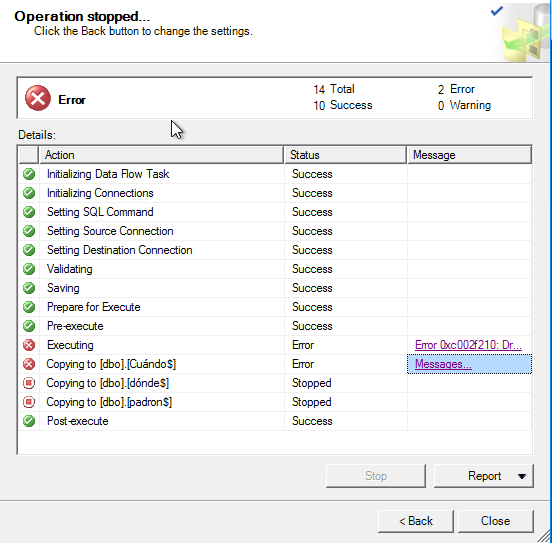 Operation stopped...
Click the Back button to change the settings.
Error
14 Total
2 Error
10 Success
0 Warning
Details:
Action Status Message
Initializing Data Flow Task Success
Initializing Connections Success
Setting SQL Command Success
Setting Source Connection Success
Setting Destination Connection Success
Validating Success
Saving Success
Prepare for Execute Success
Pre-execute Success
Executing Error Error 0xc002f210: Dr...
Copying to [dbo].[Cuándo$] Error Messages...
Copying to [dbo].[dónde$] Stopped
Copying to [dbo].[padron$] Stopped
Post-execute Success
Stop
Report
< Back
Close